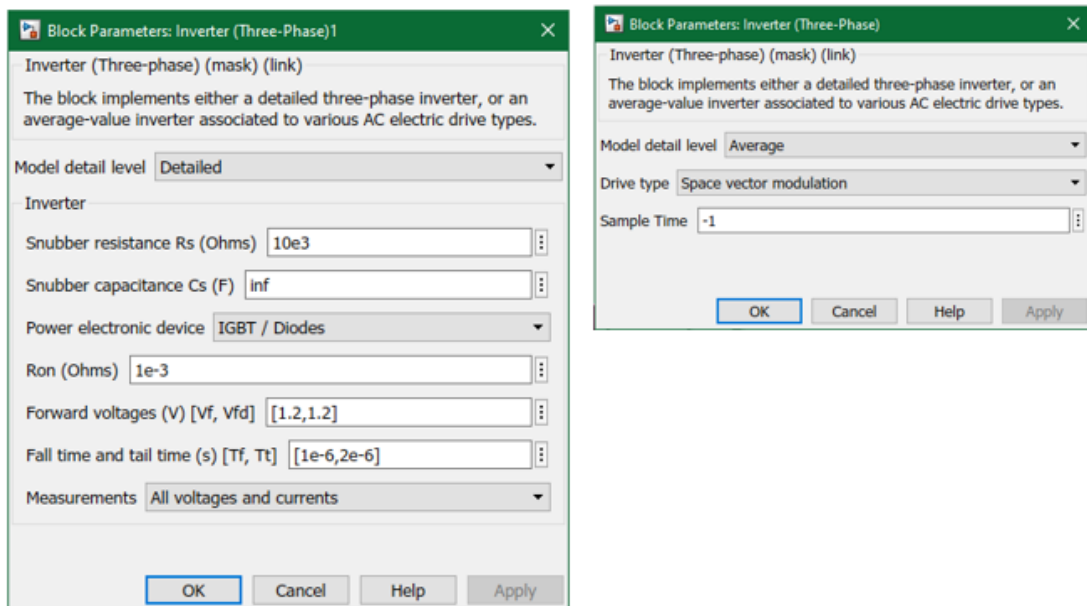 Block Parameters: Inverter (Three-Phase)1
Inverter (Three-phase) (mask) (link)
The block implements either a detailed three-phase inverter, or an
average-value inverter associated to various AC electric drive types.
Model detail level Detailed
Inverter
Snubber resistance Rs (Ohms) 10e3
Snubber capacitance Cs (F) inf
Power electronic device IGBT / Diodes
Ron (Ohms) 1e-3
Forward voltages (V) [Vf, Vfd] [1.2,1.2]
Fall time and tail time (s) [Tf, Tt] [1e-6,2e-6]
Measurements All voltages and currents
OK Cancel Help Apply
Block Parameters: Inverter (Three-Phase)
Inverter (Three-phase) (mask) (link)
The block implements either a detailed three-phase inverter, or an
average-value inverter associated to various AC electric drive types.
Model detail level Average
Drive type Space vector modulation
Sample Time -1
OK Cancel Help Apply